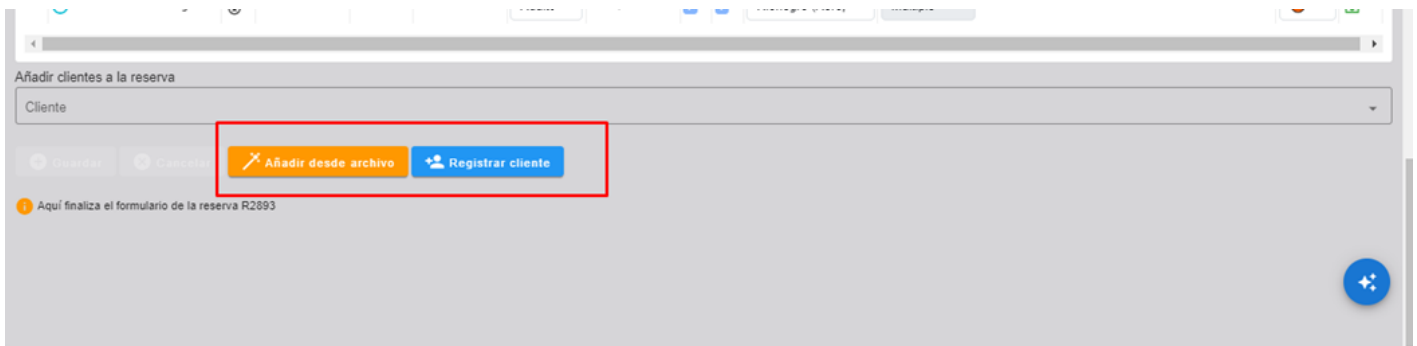 Añadir clientes a la reserva
Cliente
Guardar Cancelar Añadir desde archivo Registrar cliente
Aquí finaliza el formulario de la reserva R2893